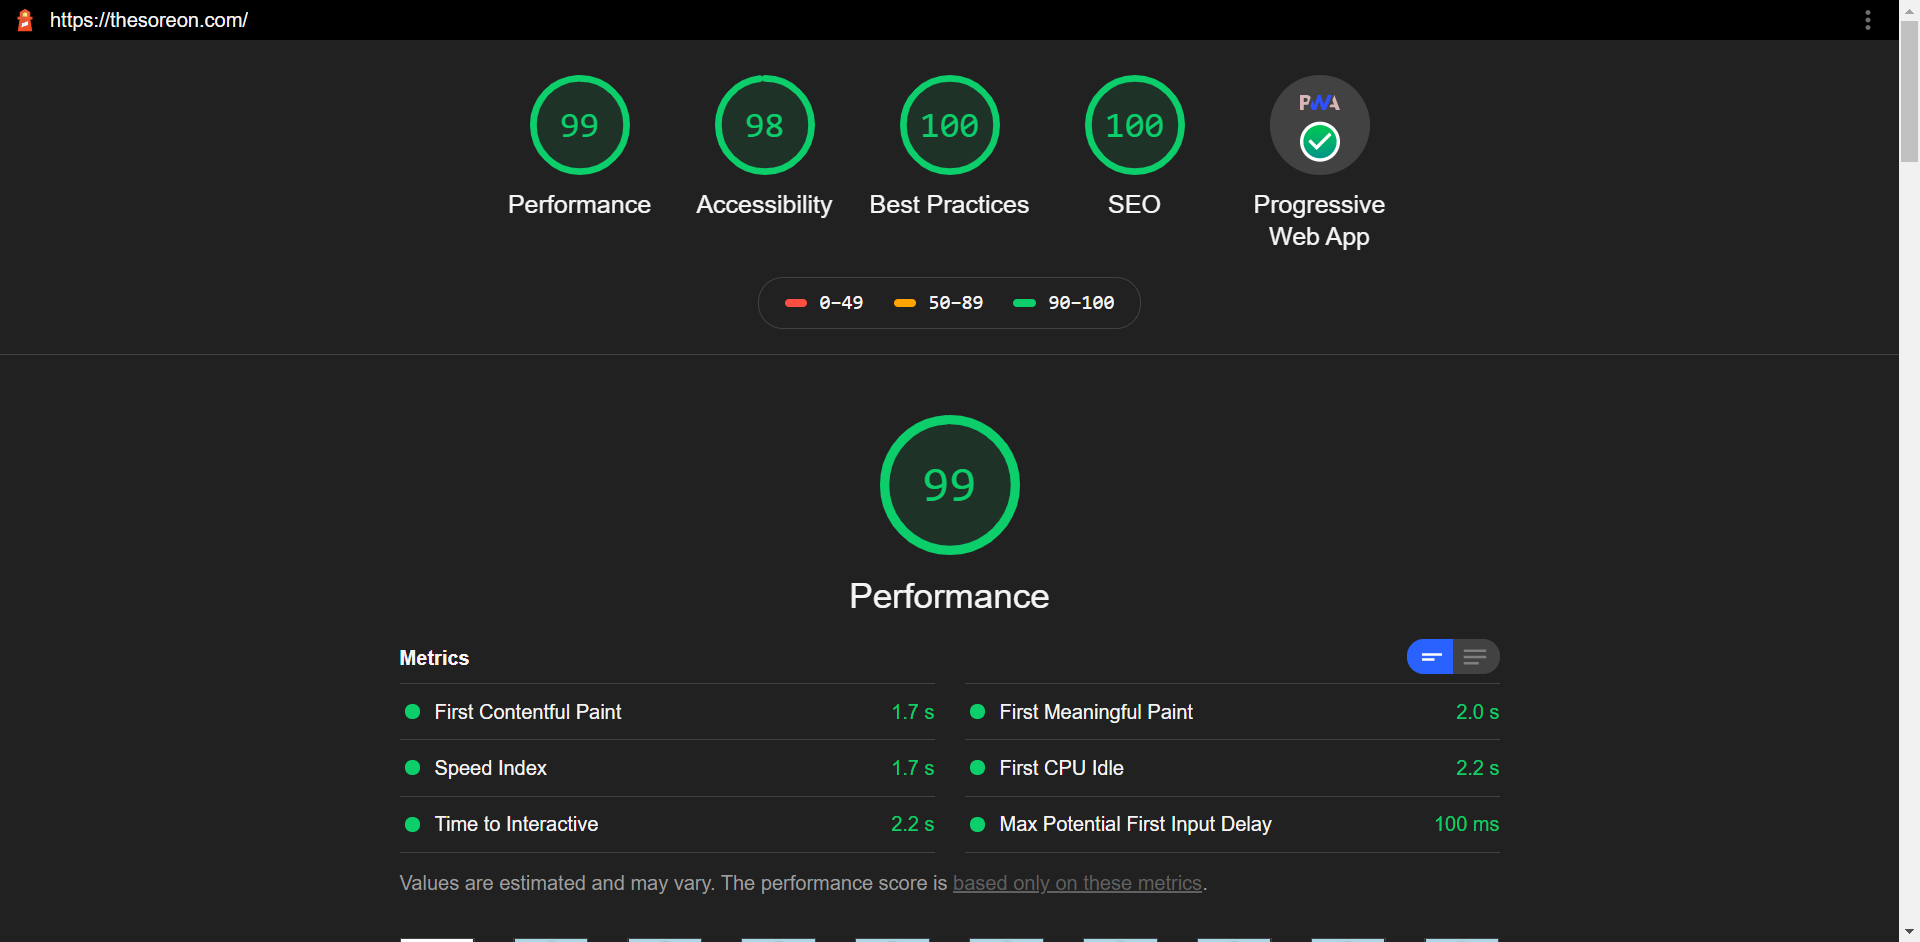 https://thesoreon.com/
99
98
100
100
PWA
Performance
Accessibility
Best Practices
SEO
Progressive
Web App
0–49
50–89
90–100
99
Performance
Metrics
First Contentful Paint 1.7 s
First Meaningful Paint 2.0 s
Speed Index 1.7 s
First CPU Idle 2.2 s
Time to Interactive 2.2 s
Max Potential First Input Delay 100 ms
Values are estimated and may vary. The performance score is based only on these metrics.